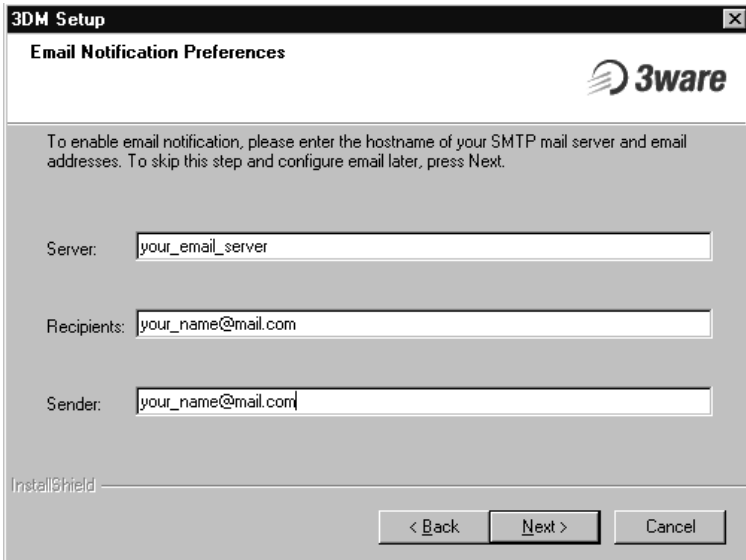 3DM Setup
Email Notification Preferences
3ware
To enable email notification, please enter the hostname of your SMTP mail server and email
addresses. To skip this step and configure email later, press Next.
Server: your_email_server
Recipients: your_name@mail.com
Sender: your_name@mail.com
InstallShield
< Back Next > Cancel